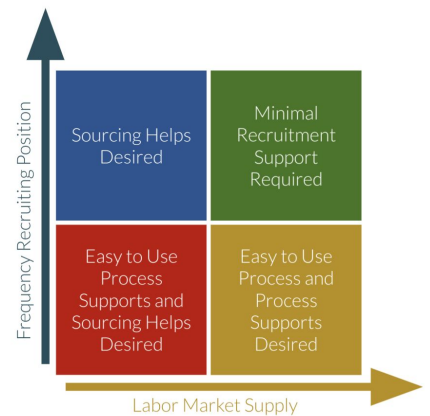 Frequency Recruiting Position
Sourcing Helps
Desired
Minimal
Recruitment
Support
Required
Easy to Use
Process
Supports and
Sourcing Helps
Desired
Easy to Use
Process and
Process
Supports
Desired
Labor Market Supply